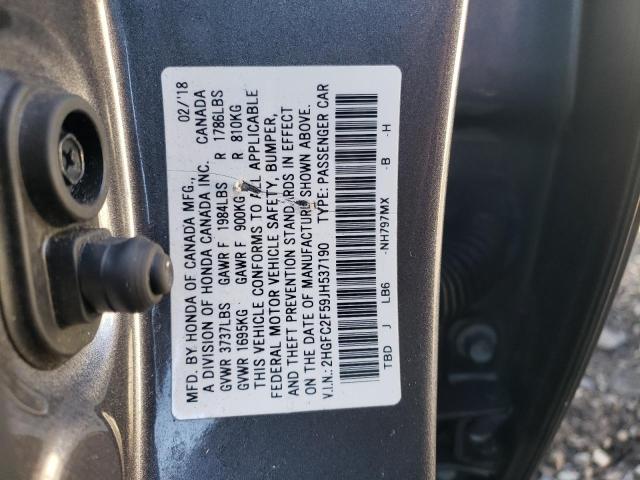 MFD. BY HONDA OF CANADA MFG., 02/'18
A DIVISION OF HONDA CANADA INC. CANADA
GVWR 3737LBS GAWR F 1984LBS R 1786LBS
GVWR 1695KG GAWR F 900KG R 810KG
THIS VEHICLE CONFORMS TO ALL APPLICABLE
FEDERAL MOTOR VEHICLE SAFETY, BUMPER,
AND THEFT PREVENTION STANDARDS IN EFFECT
ON THE DATE OF MANUFACTURE SHOWN ABOVE.
V.I.N.: 2HGFC2F59JH537190 TYPE: PASSENGER CAR
TBD J LB6 -NH797MX -B -H